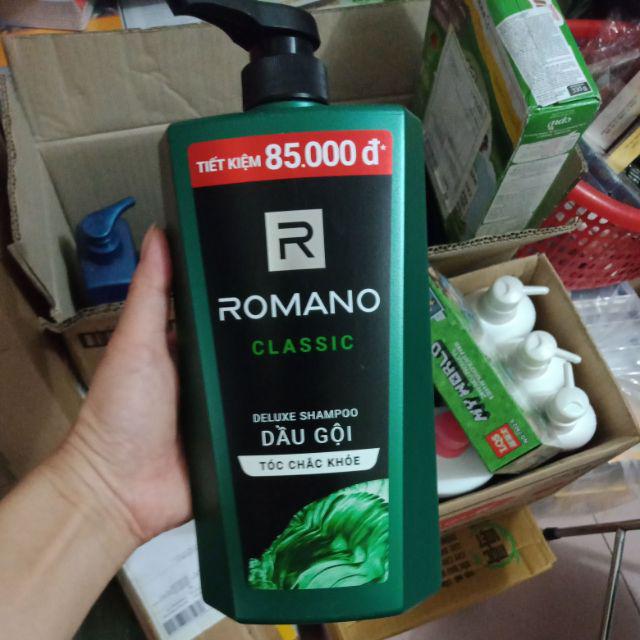 TIẾT KIỆM 85.000 đ*
R
ROMANO
CLASSIC
DELUXE SHAMPOO
DẦU GỘI
TÓC CHẮC KHỎE